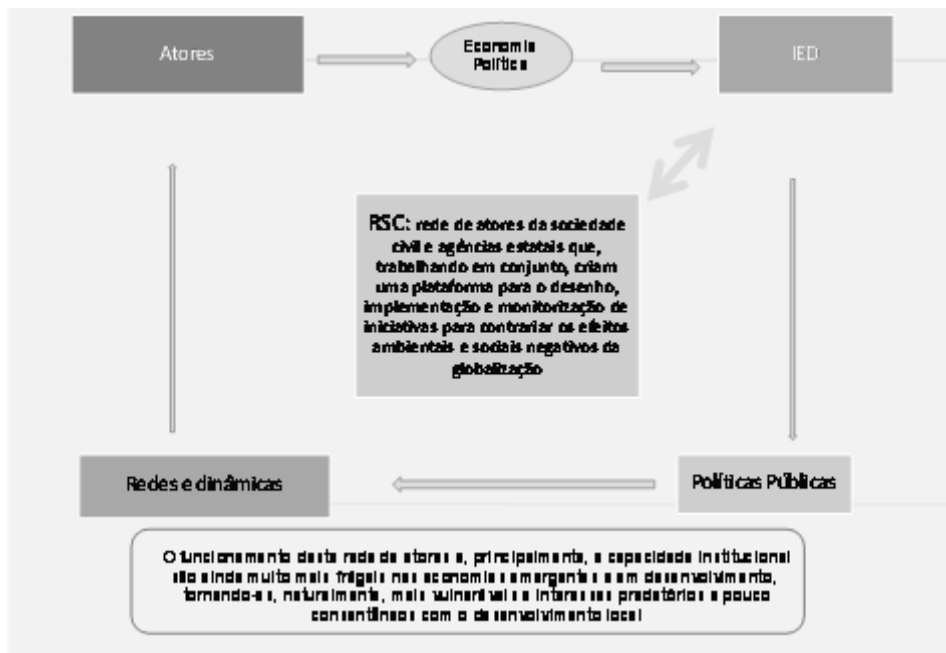 Atores
Economia
Política
IED
RSC: rede de atores da sociedade
civil e agências estatais que,
trabalhando em conjunto, criam
uma plataforma para o desenho,
implementação e monitorização de
iniciativas para contrariar os efeitos
ambientais e sociais negativos da
globalização
Redes e dinâmicas
Políticas Públicas
O funcionamento desta rede de atores e, principalmente, a capacidade institucional
são ainda muito mais frágeis nas economias emergentes e em desenvolvimento,
tornando-as, naturalmente, mais vulneráveis a interesses predatórios e pouco
consentâneos com o desenvolvimento local